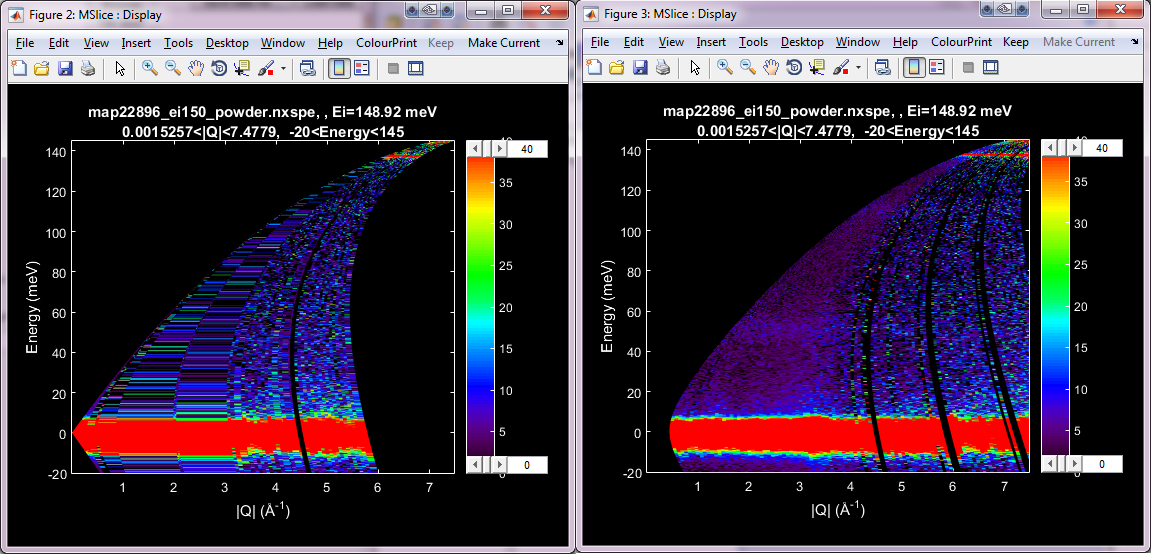 Figure 2: MSlice : Display
File Edit View Insert Tools Desktop Window Help ColourPrint Keep Make Current
map22896_ei150_powder.nxspe, , Ei=148.92 meV
0.0015257<|Q|<7.4779, -20<Energy<145
140
120
100
80
60
40
20
0
-20
Energy (meV)
1 2 3 4 5 6 7
|Q| (Å-1)
40
35
30
25
20
15
10
5
0
Figure 3: MSlice : Display
File Edit View Insert Tools Desktop Window Help ColourPrint Keep Make Current
map22896_ei150_powder.nxspe, , Ei=148.92 meV
0.0015257<|Q|<7.4779, -20<Energy<145
140
120
100
80
60
40
20
0
-20
Energy (meV)
1 2 3 4 5 6 7
|Q| (Å-1)
40
35
30
25
20
15
10
5
0